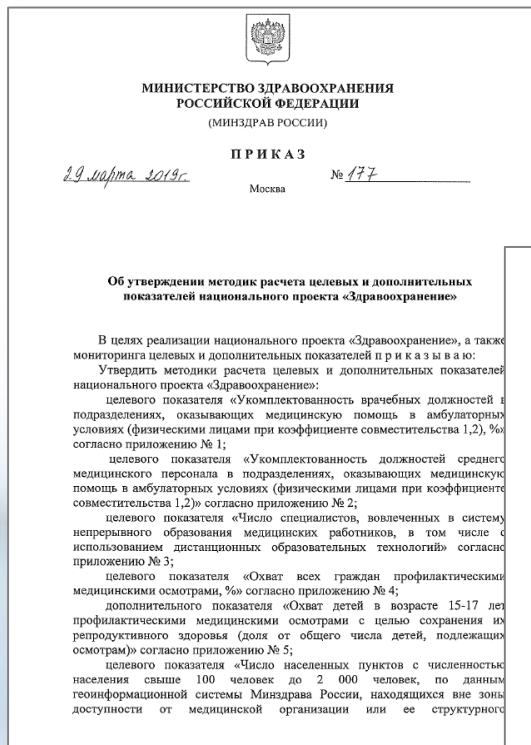 МИНИСТЕРСТВО ЗДРАВООХРАНЕНИЯ
РОССИЙСКОЙ ФЕДЕРАЦИИ
(МИНЗДРАВ РОССИИ)
ПРИКАЗ
29 марта 2019г. № 177
Москва
Об утверждении методик расчета целевых и дополнительных
показателей национального проекта «Здравоохранение»
В целях реализации национального проекта «Здравоохранение», а также
мониторинга целевых и дополнительных показателей п р и к а з ы в а ю:
Утвердить методики расчета целевых и дополнительных показателей
национального проекта «Здравоохранение»:
целевого показателя «Укомплектованность врачебных должностей в
подразделениях, оказывающих медицинскую помощь в амбулаторных
условиях (физическими лицами при коэффициенте совместительства 1,2), %»
согласно приложению № 1;
целевого показателя «Укомплектованность должностей среднего
медицинского персонала в подразделениях, оказывающих медицинскую
помощь в амбулаторных условиях (физическими лицами при коэффициенте
совместительства 1,2)» согласно приложению № 2;
целевого показателя «Число специалистов, вовлеченных в систему
непрерывного образования медицинских работников, в том числе с
использованием дистанционных образовательных технологий» согласно
приложению № 3;
целевого показателя «Охват всех граждан профилактическими
медицинскими осмотрами, %» согласно приложению № 4;
дополнительного показателя «Охват детей в возрасте 15-17 лет
профилактическими медицинскими осмотрами с целью сохранения их
репродуктивного здоровья (доля от общего числа детей, подлежащих
осмотрам)» согласно приложению № 5;
целевого показателя «Число населенных пунктов с численностью
населения свыше 100 человек до 2 000 человек, по данным
геоинформационной системы Минздрава России, находящихся вне зоны
доступности от медицинской организации или ее структурного